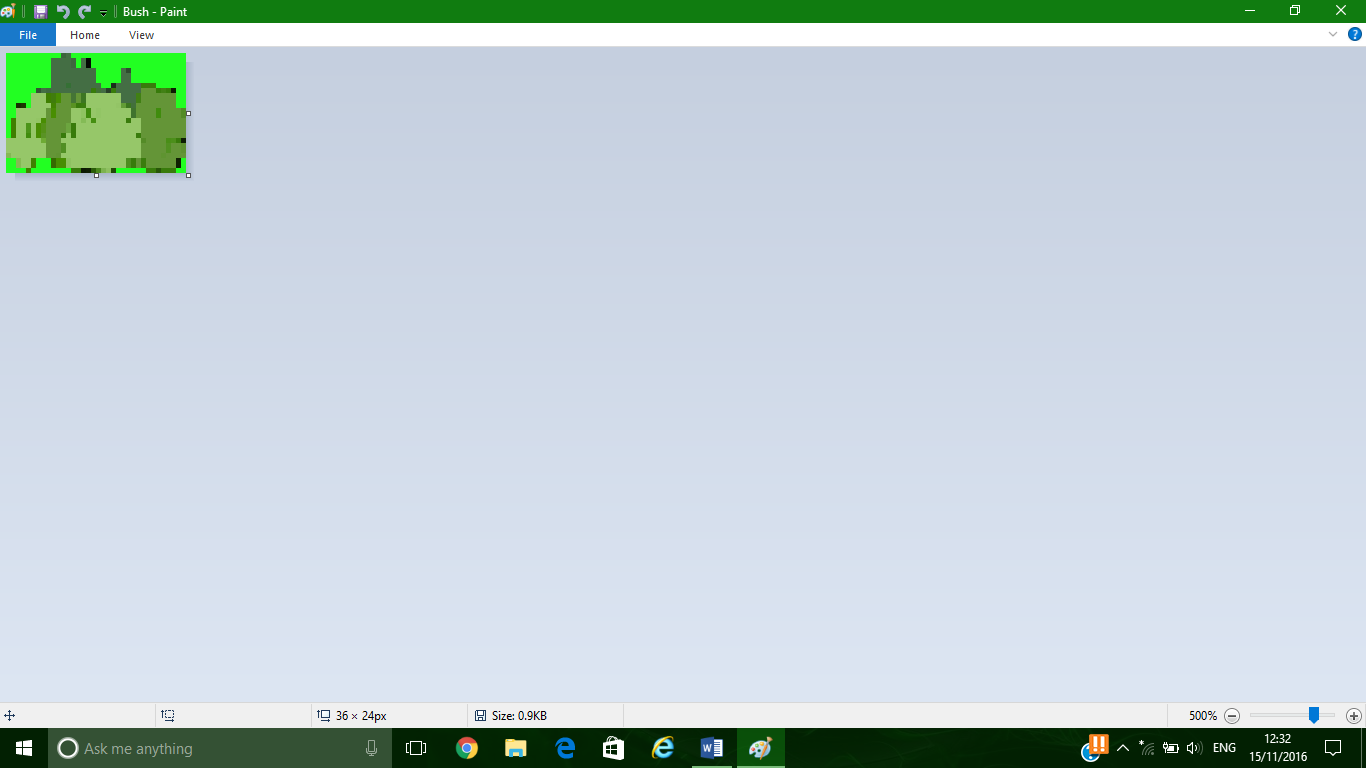 Bush - Paint
File Home View
36 × 24px Size: 0.9KB 500%
Ask me anything
ENG
12:32
15/11/2016